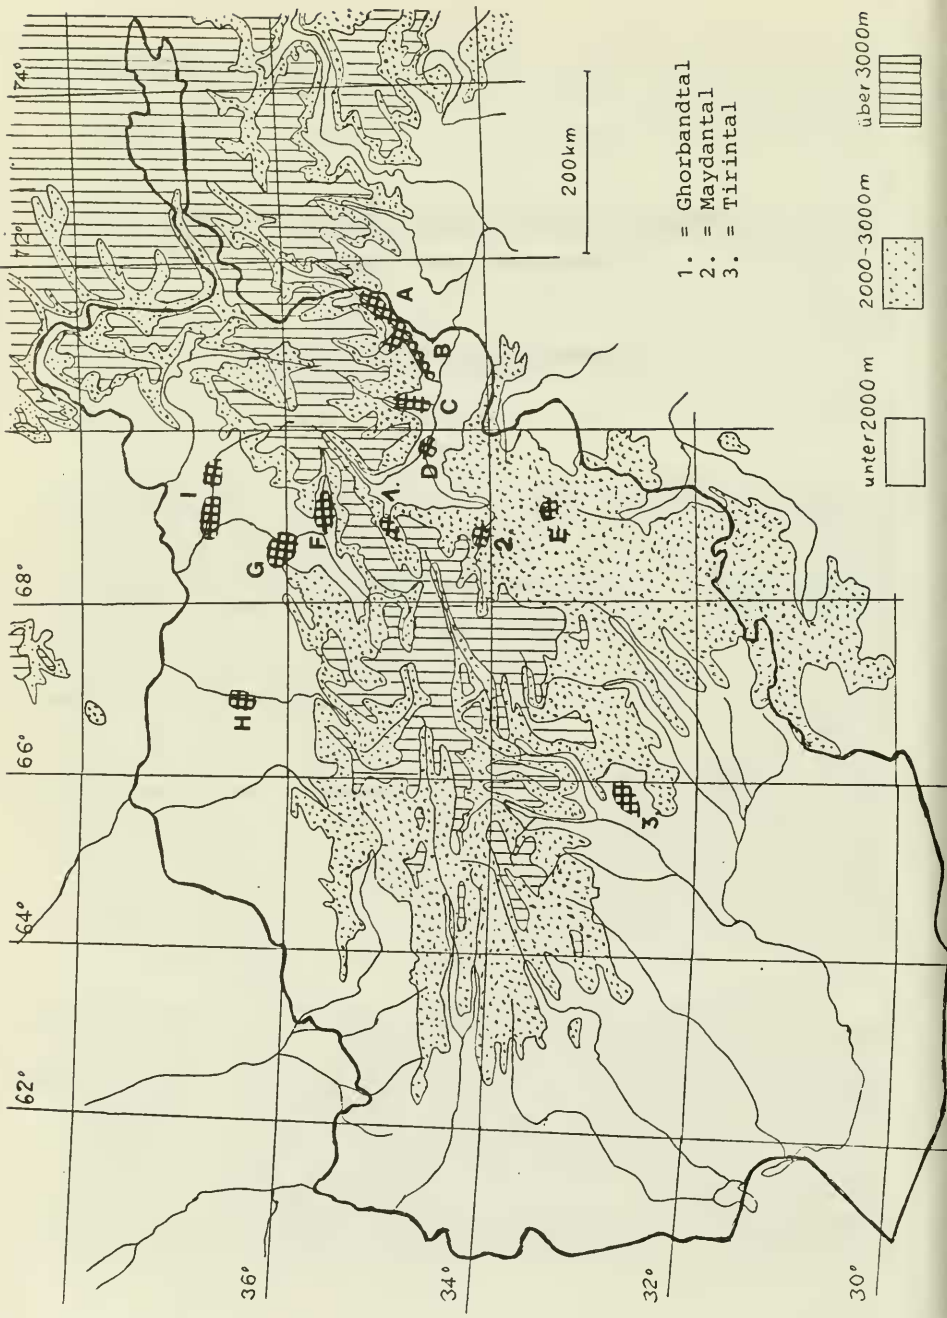 62°
64°
66°
68°
72°
74°
36°
34°
32°
30°
A
B
C
D
E
F
G
H
I
1
2
3
200km
1. = Ghorbandtal
2. = Maydantal
3. = Tirintal
unter 2000 m
2000-3000m
über 3000m